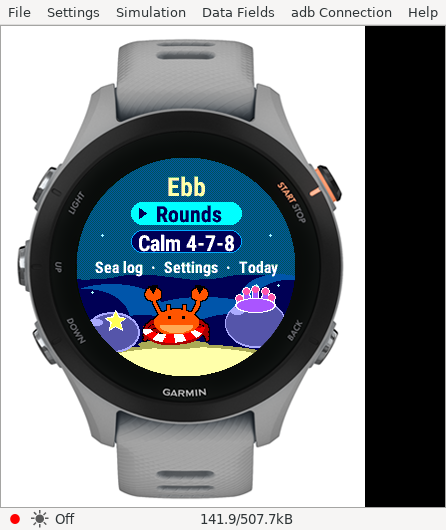 File Settings Simulation Data Fields adb Connection Help
LIGHT
START STOP
UP
DOWN
BACK
Ebb
Rounds
Calm 4-7-8
Sea log · Settings · Today
GARMIN
Off
141.9/507.7kB